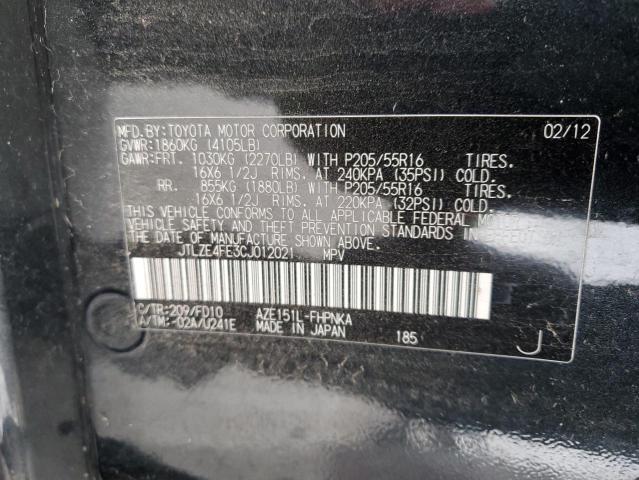 MFD.BY:TOYOTA MOTOR CORPORATION 02/12
GVWR:1860KG (4105LB)
GAWR:FRT. 1030KG (2270LB) WITH P205/55R16 TIRES.
16X6 1/2J RIMS. AT 240KPA (35PSI) COLD.
RR. 855KG (1880LB) WITH P205/55R16 TIRES.
16X6 1/2J RIMS. AT 220KPA (32PSI) COLD.
THIS VEHICLE CONFORMS TO ALL APPLICABLE FEDERAL MOTOR
VEHICLE SAFETY AND THEFT PREVENTION STANDARDS IN EFFECT ON
THE DATE OF MANUFACTURE SHOWN ABOVE.
JTLZE4FE3CJ012021 MPV
C/TR:209/FD10 AZE151L-FHPNKA
A/TM:-02A/U241E MADE IN JAPAN 185 J